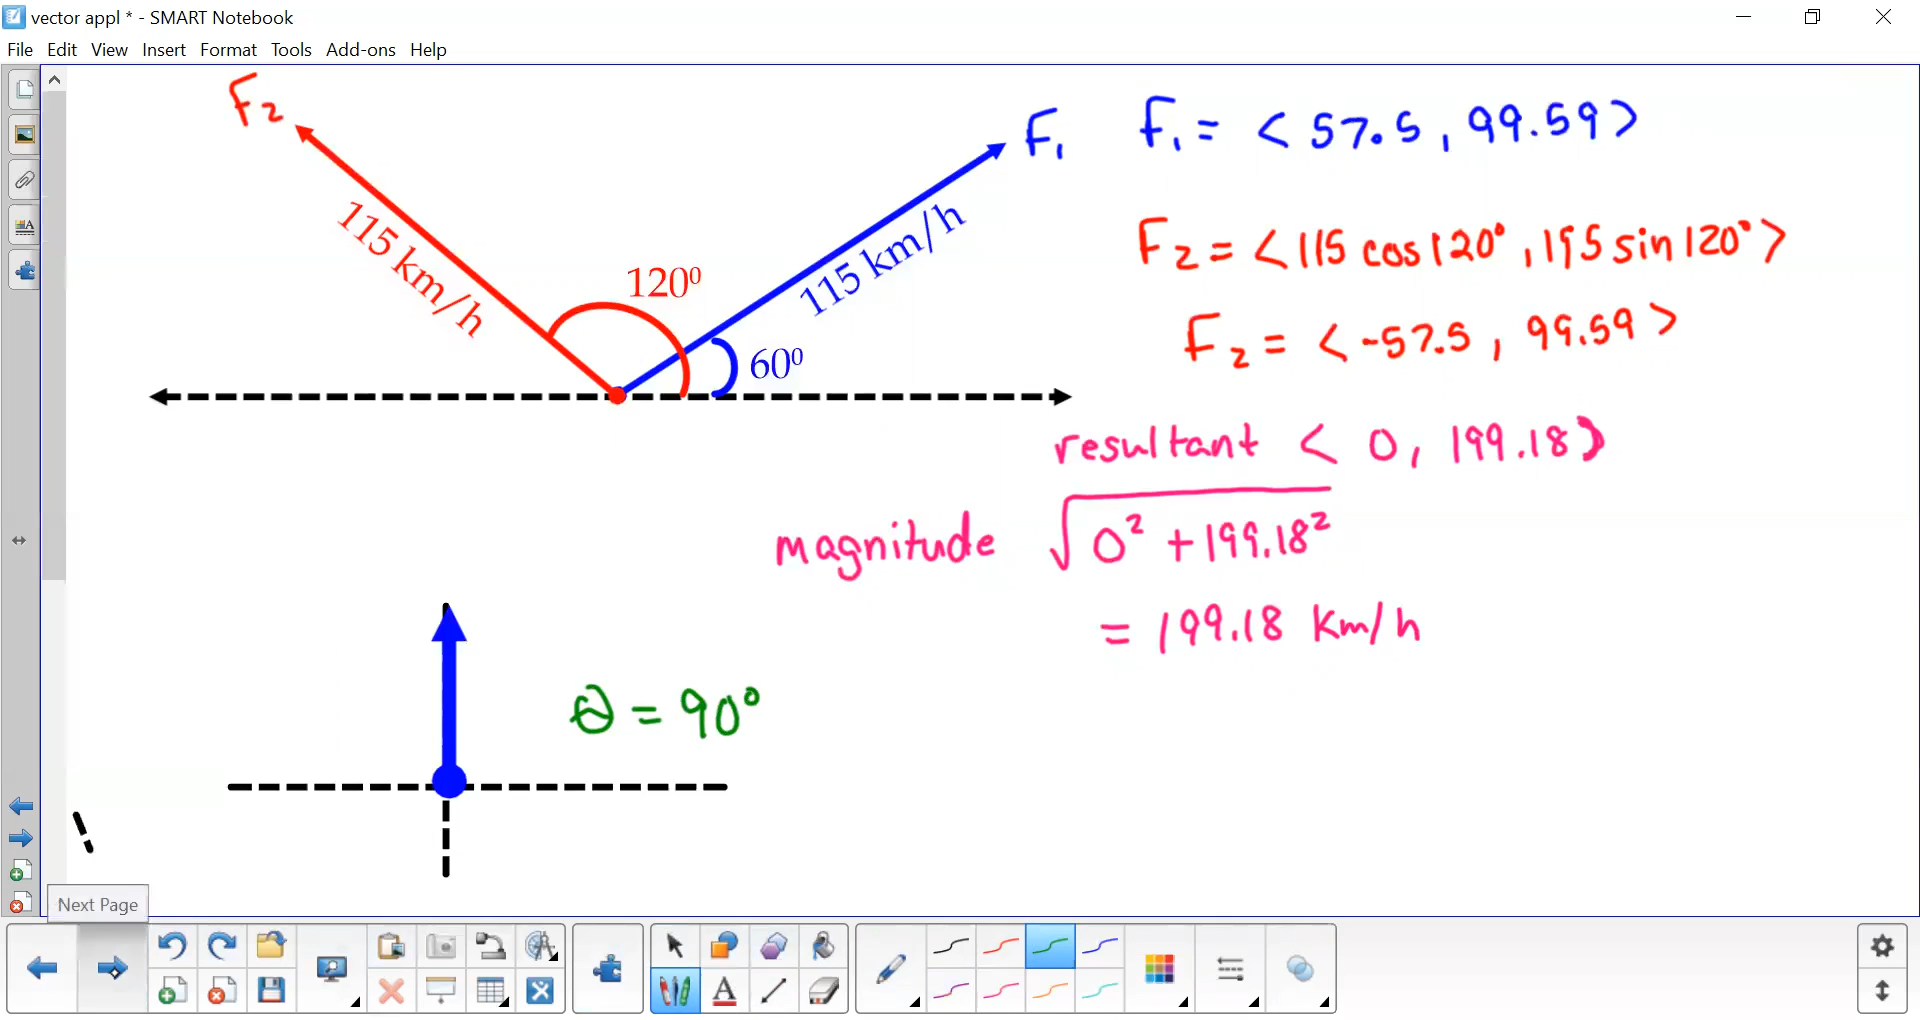 vector appl * - SMART Notebook
File Edit View Insert Format Tools Add-ons Help
F2
F1
115 km/h
115 km/h
120⁰
60⁰
F1 = < 57.5 , 99.59 >
F2 = < 115 cos 120° , 115 sin 120° >
F2 = < -57.5 , 99.59 >
resultant < 0 , 199.18 >
magnitude √0² + 199.18²
= 199.18 Km/h
θ = 90°
Next Page
A